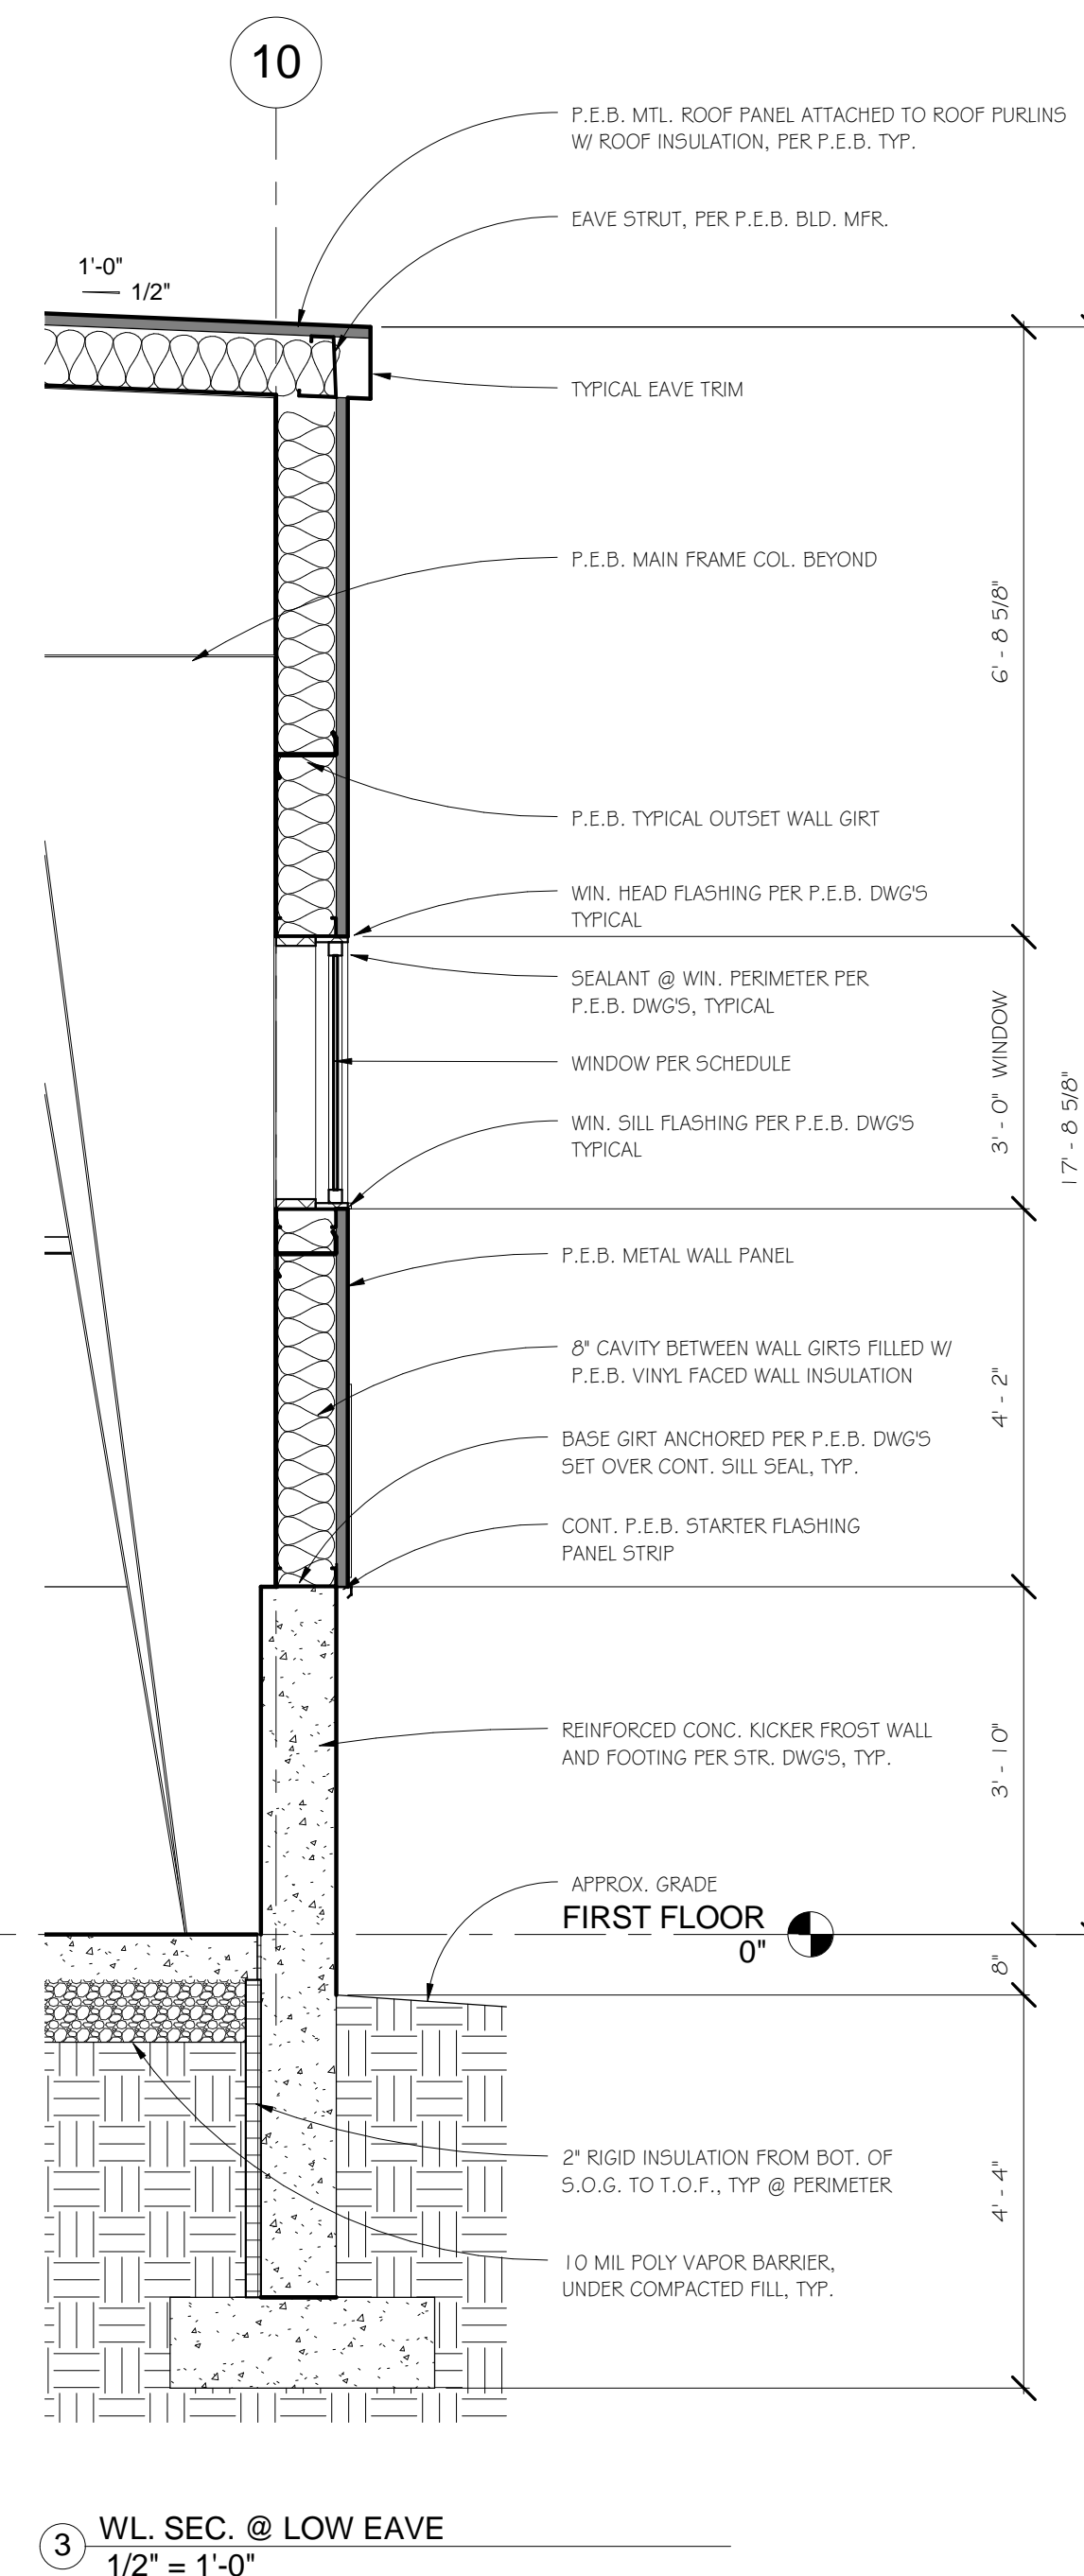 10
P.E.B. MTL. ROOF PANEL ATTACHED TO ROOF PURLINS
W/ ROOF INSULATION, PER P.E.B. TYP.
EAVE STRUT, PER P.E.B. BLD. MFR.
1'-0"
1/2"
TYPICAL EAVE TRIM
P.E.B. MAIN FRAME COL. BEYOND
6' - 8 5/8"
P.E.B. TYPICAL OUTSET WALL GIRT
WIN. HEAD FLASHING PER P.E.B. DWG'S
TYPICAL
SEALANT @ WIN. PERIMETER PER
P.E.B. DWG'S, TYPICAL
WINDOW PER SCHEDULE
3' - 0" WINDOW
17' - 8 5/8"
WIN. SILL FLASHING PER P.E.B. DWG'S
TYPICAL
P.E.B. METAL WALL PANEL
8" CAVITY BETWEEN WALL GIRTS FILLED W/
P.E.B. VINYL FACED WALL INSULATION
4' - 2"
BASE GIRT ANCHORED PER P.E.B. DWG'S
SET OVER CONT. SILL SEAL, TYP.
CONT. P.E.B. STARTER FLASHING
PANEL STRIP
REINFORCED CONC. KICKER FROST WALL
AND FOOTING PER STR. DWG'S, TYP.
3' - 10"
APPROX. GRADE
FIRST FLOOR
0"
8"
2" RIGID INSULATION FROM BOT. OF
S.O.G. TO T.O.F., TYP @ PERIMETER
4' - 4"
10 MIL POLY VAPOR BARRIER,
UNDER COMPACTED FILL, TYP.
3
WL. SEC. @ LOW EAVE
1/2" = 1'-0"